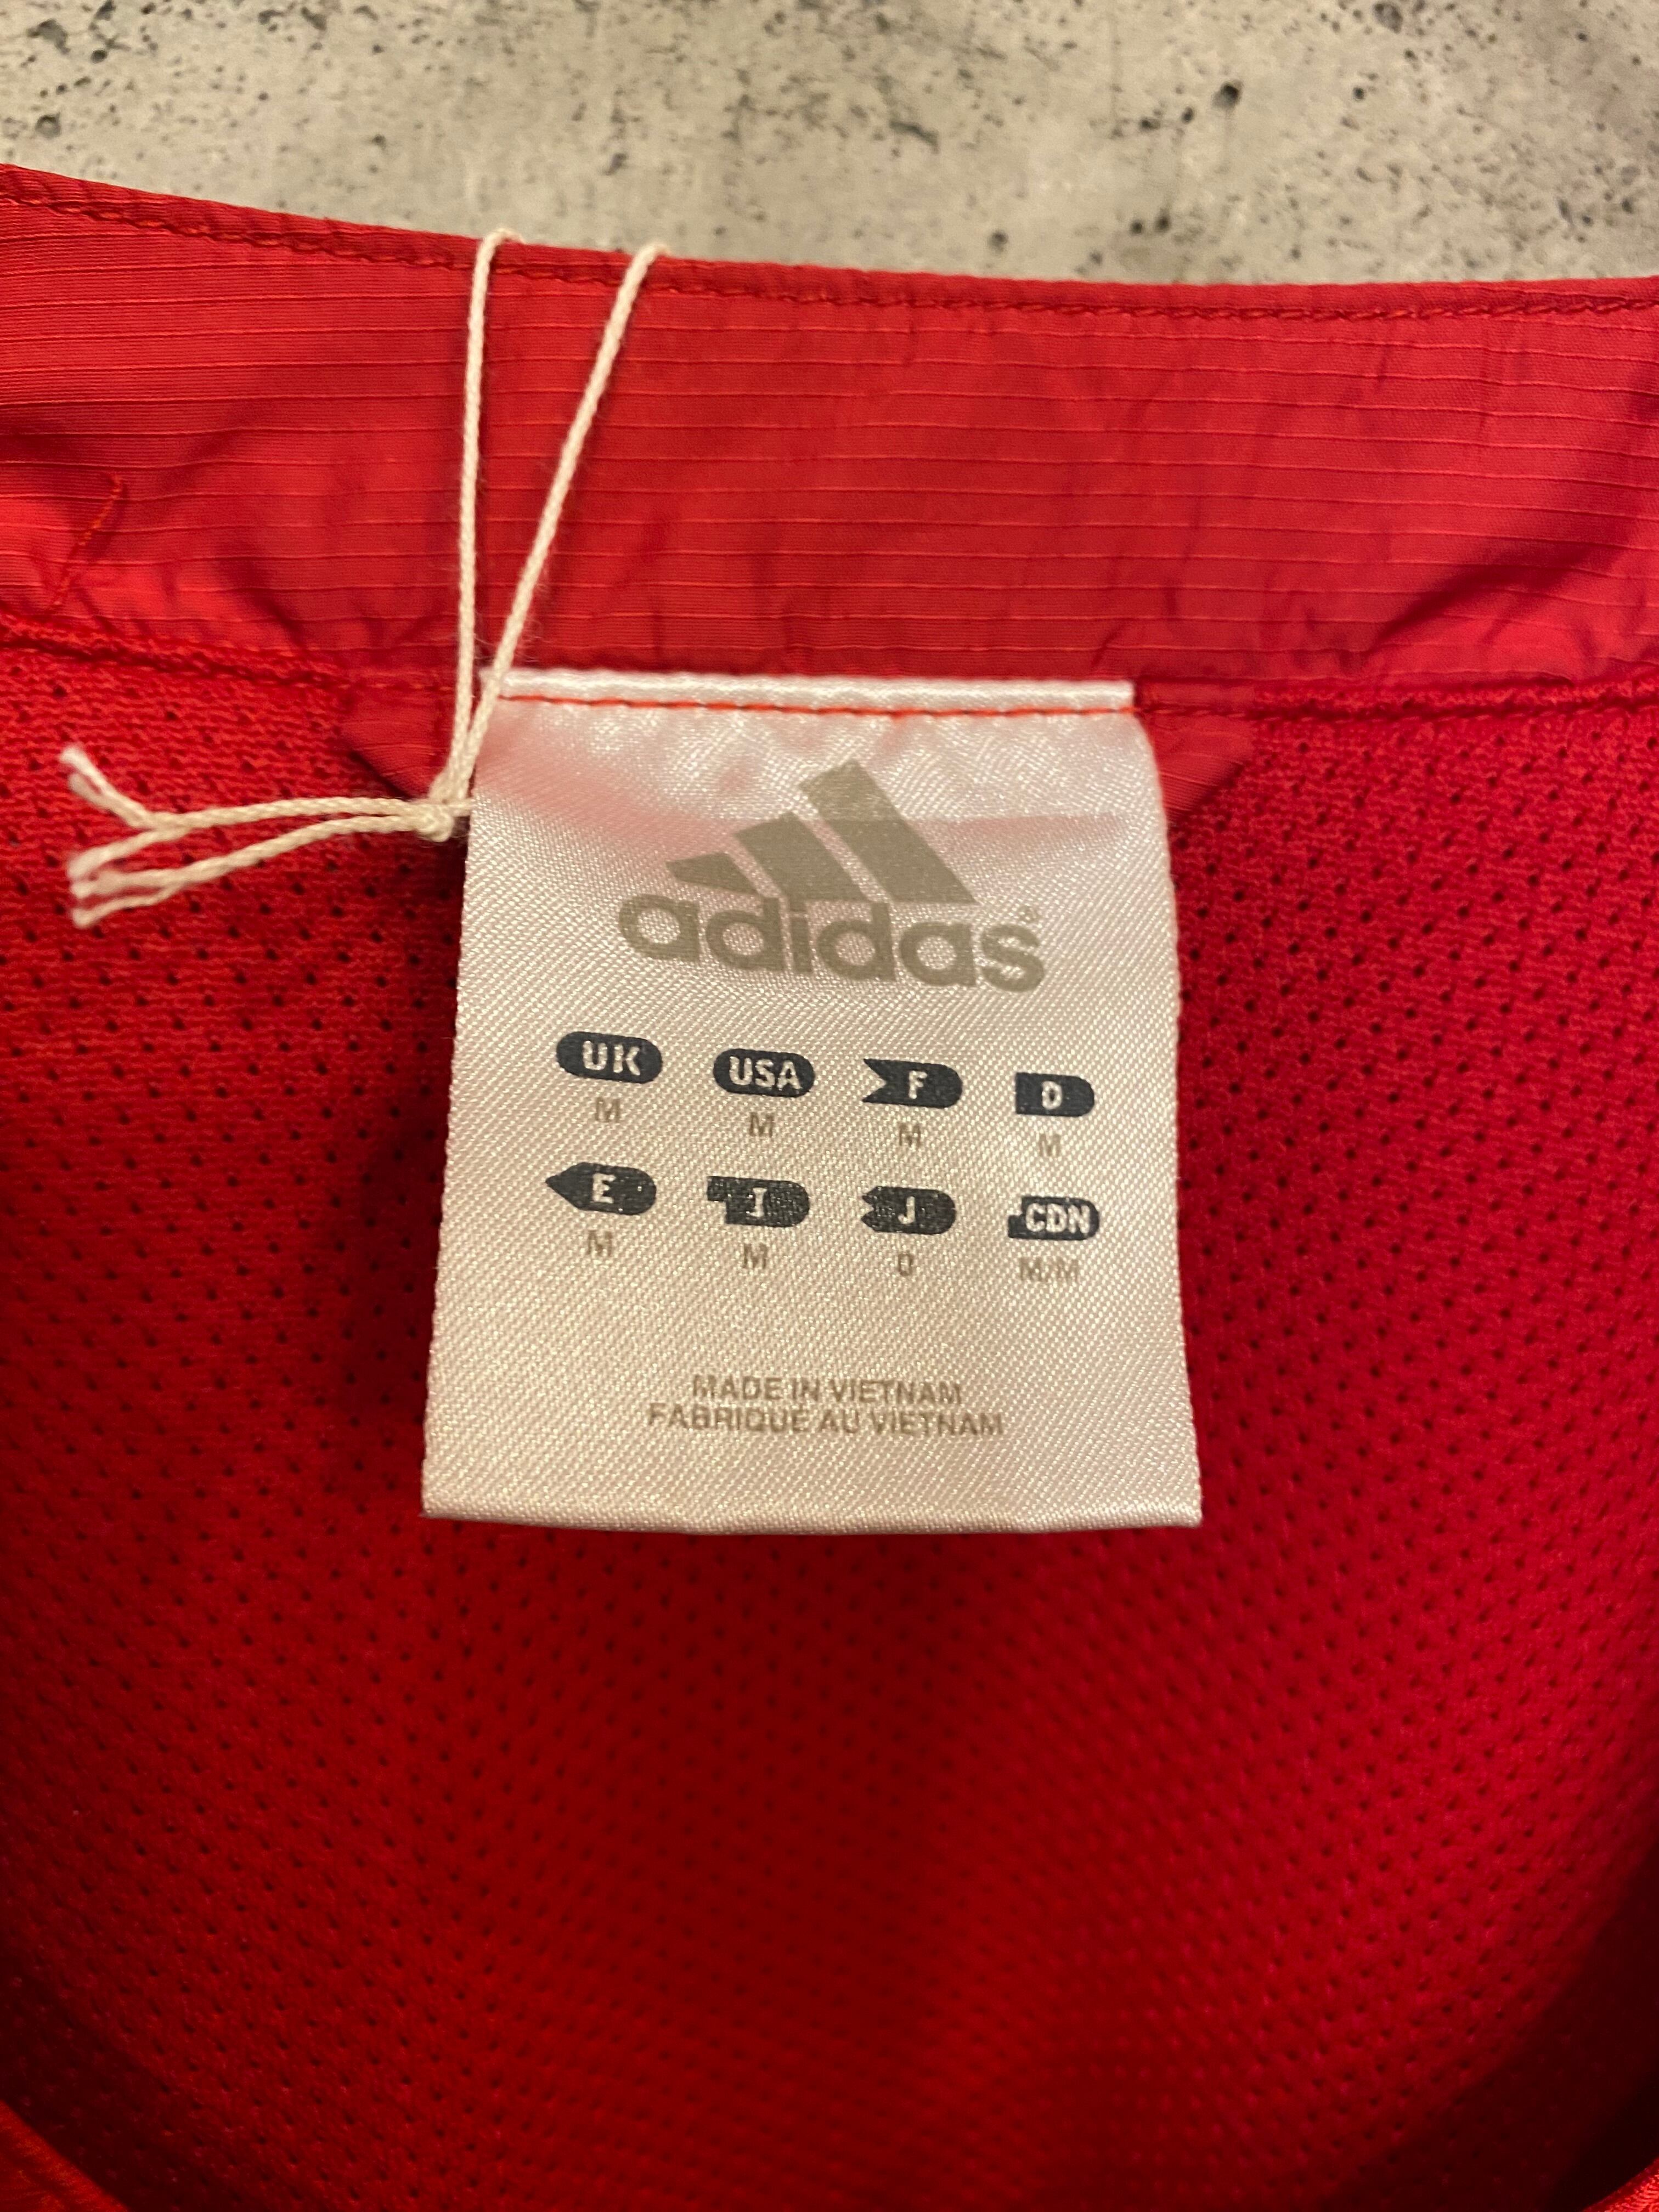 adidas®
UK USA F D
M M M M
E I J CDN
M M O M/M
MADE IN VIETNAM
FABRIQUE AU VIETNAM